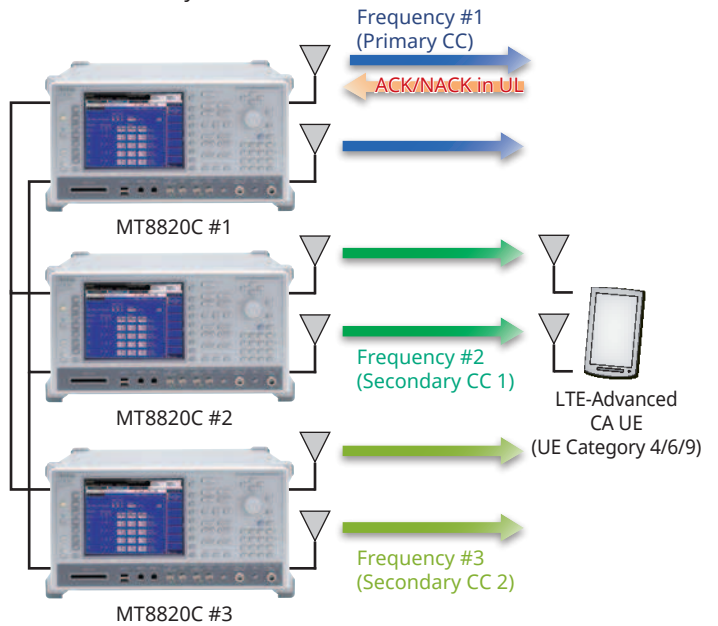 Frequency #1
(Primary CC)
ACK/NACK in UL
MT8820C #1
Frequency #2
(Secondary CC 1)
MT8820C #2
LTE-Advanced
CA UE
(UE Category 4/6/9)
Frequency #3
(Secondary CC 2)
MT8820C #3